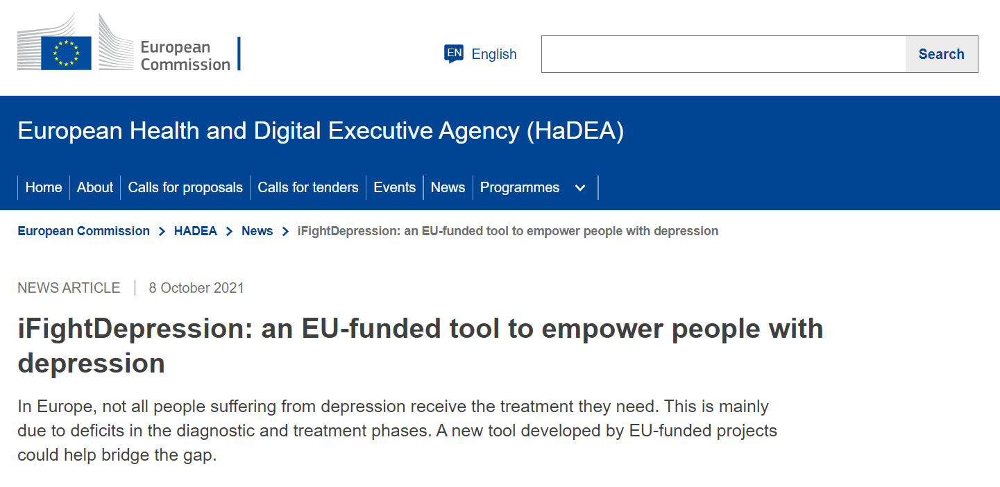 European
Commission
EN English
Search
European Health and Digital Executive Agency (HaDEA)
Home About Calls for proposals Calls for tenders Events News Programmes
European Commission > HADEA > News > iFightDepression: an EU-funded tool to empower people with depression
NEWS ARTICLE | 8 October 2021
iFightDepression: an EU-funded tool to empower people with
depression
In Europe, not all people suffering from depression receive the treatment they need. This is mainly
due to deficits in the diagnostic and treatment phases. A new tool developed by EU-funded projects
could help bridge the gap.